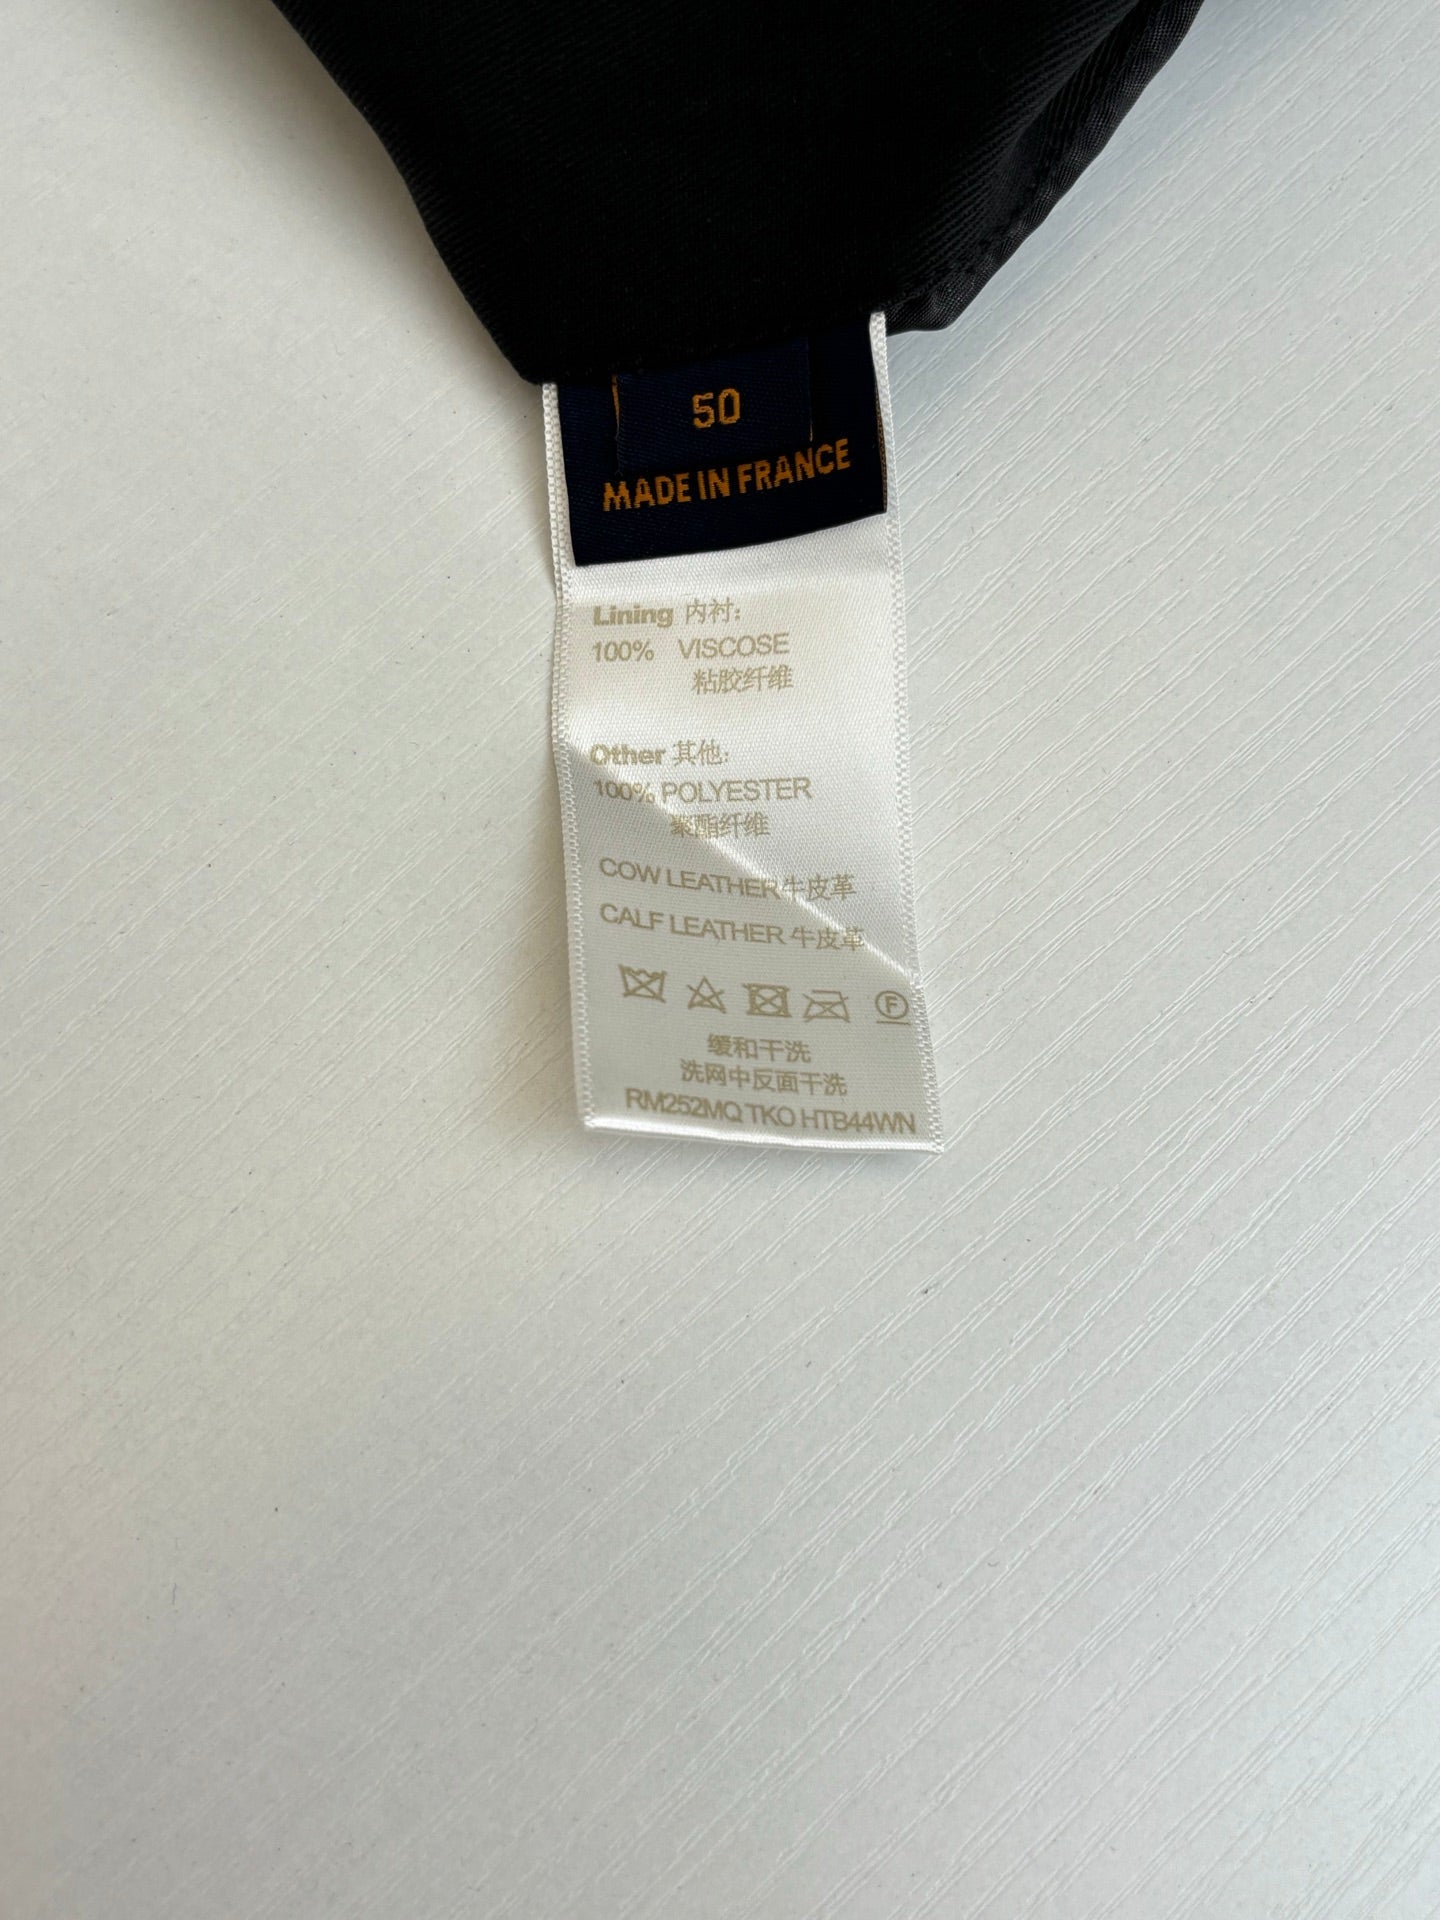 50
MADE IN FRANCE
Lining 内衬:
100% VISCOSE
粘胶纤维
Other 其他:
100% POLYESTER
聚酯纤维
COW LEATHER 牛皮革
CALF LEATHER 牛皮革
F
缓和干洗
洗网中反面干洗
RM252MQ TKO HTB44WN